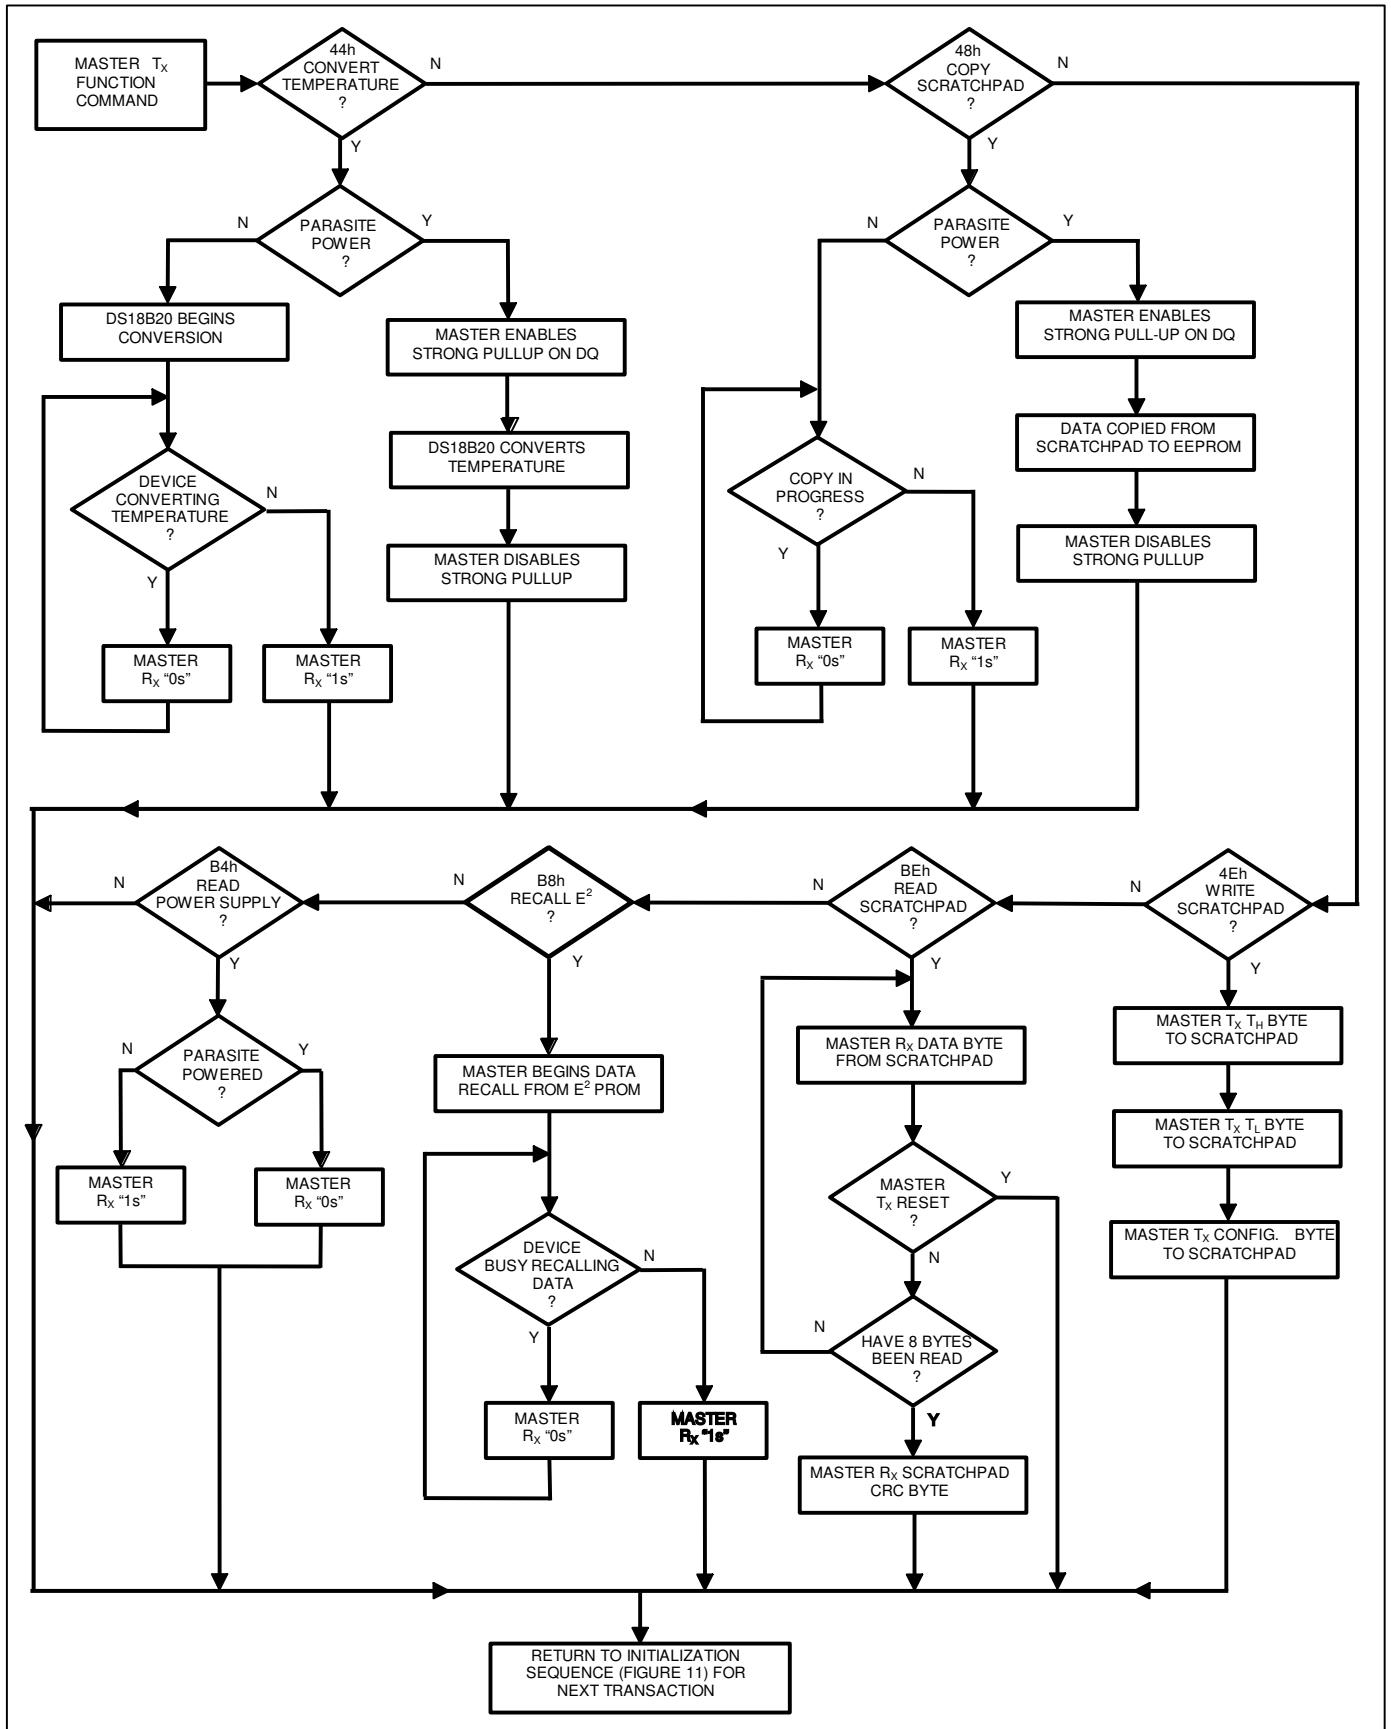 MASTER TX
FUNCTION
COMMAND
44h
CONVERT
TEMPERATURE
?
N
Y
48h
COPY
SCRATCHPAD
?
N
Y
PARASITE
POWER
?
N
Y
PARASITE
POWER
?
N
Y
DS18B20 BEGINS
CONVERSION
MASTER ENABLES
STRONG PULLUP ON DQ
MASTER ENABLES
STRONG PULL-UP ON DQ
DS18B20 CONVERTS
TEMPERATURE
DATA COPIED FROM
SCRATCHPAD TO EEPROM
DEVICE
CONVERTING
TEMPERATURE
?
N
Y
COPY IN
PROGRESS
?
N
Y
MASTER DISABLES
STRONG PULLUP
MASTER DISABLES
STRONG PULLUP
MASTER
RX “0s”
MASTER
RX “1s”
MASTER
RX “0s”
MASTER
RX “1s”
B4h
READ
POWER SUPPLY
?
N
Y
B8h
RECALL E2
?
N
Y
BEh
READ
SCRATCHPAD
?
N
Y
4Eh
WRITE
SCRATCHPAD
?
N
Y
PARASITE
POWERED
?
N
Y
MASTER BEGINS DATA
RECALL FROM E2 PROM
MASTER RX DATA BYTE
FROM SCRATCHPAD
MASTER TX TH BYTE
TO SCRATCHPAD
MASTER TX TL BYTE
TO SCRATCHPAD
MASTER
RX “1s”
MASTER
RX “0s”
MASTER
TX RESET
?
Y
N
MASTER TX CONFIG. BYTE
TO SCRATCHPAD
DEVICE
BUSY RECALLING
DATA
?
N
Y
HAVE 8 BYTES
BEEN READ
?
N
Y
MASTER
RX “0s”
MASTER
RX “1s”
MASTER RX SCRATCHPAD
CRC BYTE
RETURN TO INITIALIZATION
SEQUENCE (FIGURE 11) FOR
NEXT TRANSACTION